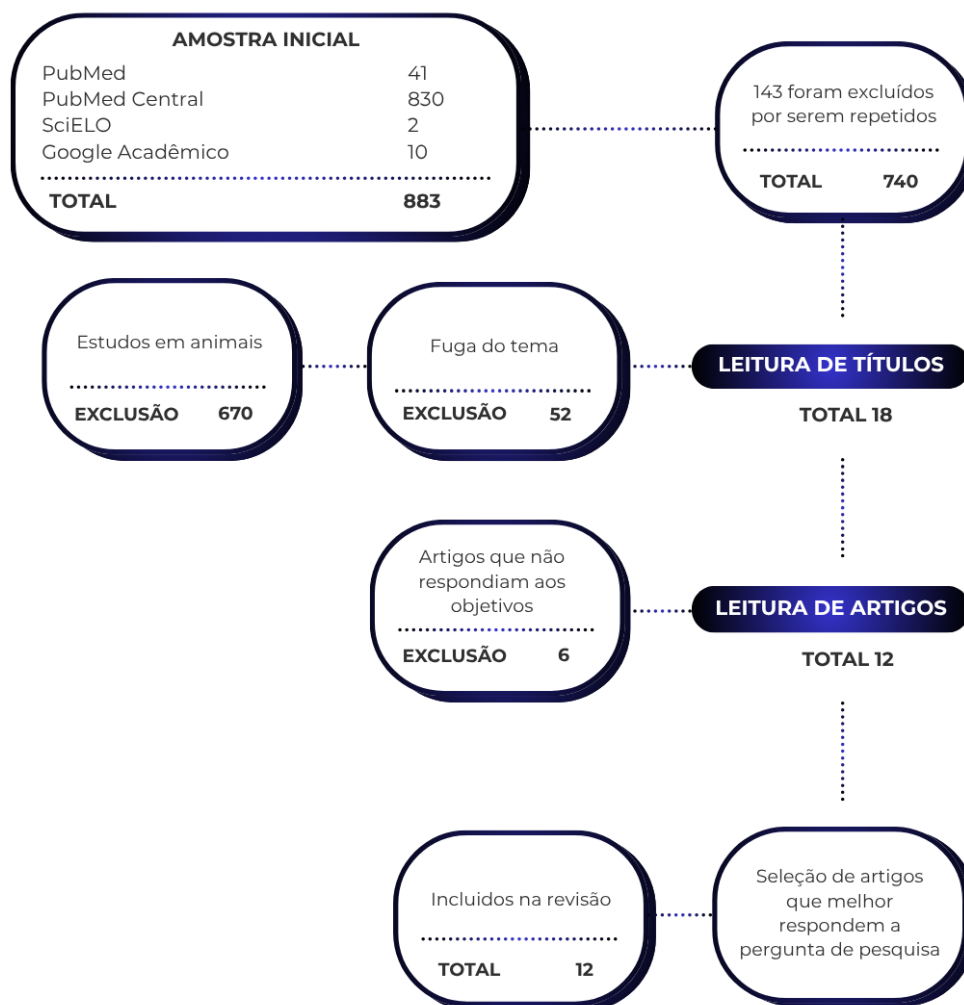 AMOSTRA INICIAL
PubMed 41
PubMed Central 830
SciELO 2
Google Acadêmico 10
TOTAL 883
143 foram excluídos
por serem repetidos
TOTAL 740
Estudos em animais
EXCLUSÃO 670
Fuga do tema
EXCLUSÃO 52
LEITURA DE TÍTULOS
TOTAL 18
Artigos que não
respondiam aos
objetivos
EXCLUSÃO 6
LEITURA DE ARTIGOS
TOTAL 12
Incluidos na revisão
TOTAL 12
Seleção de artigos
que melhor
respondem a
pergunta de pesquisa